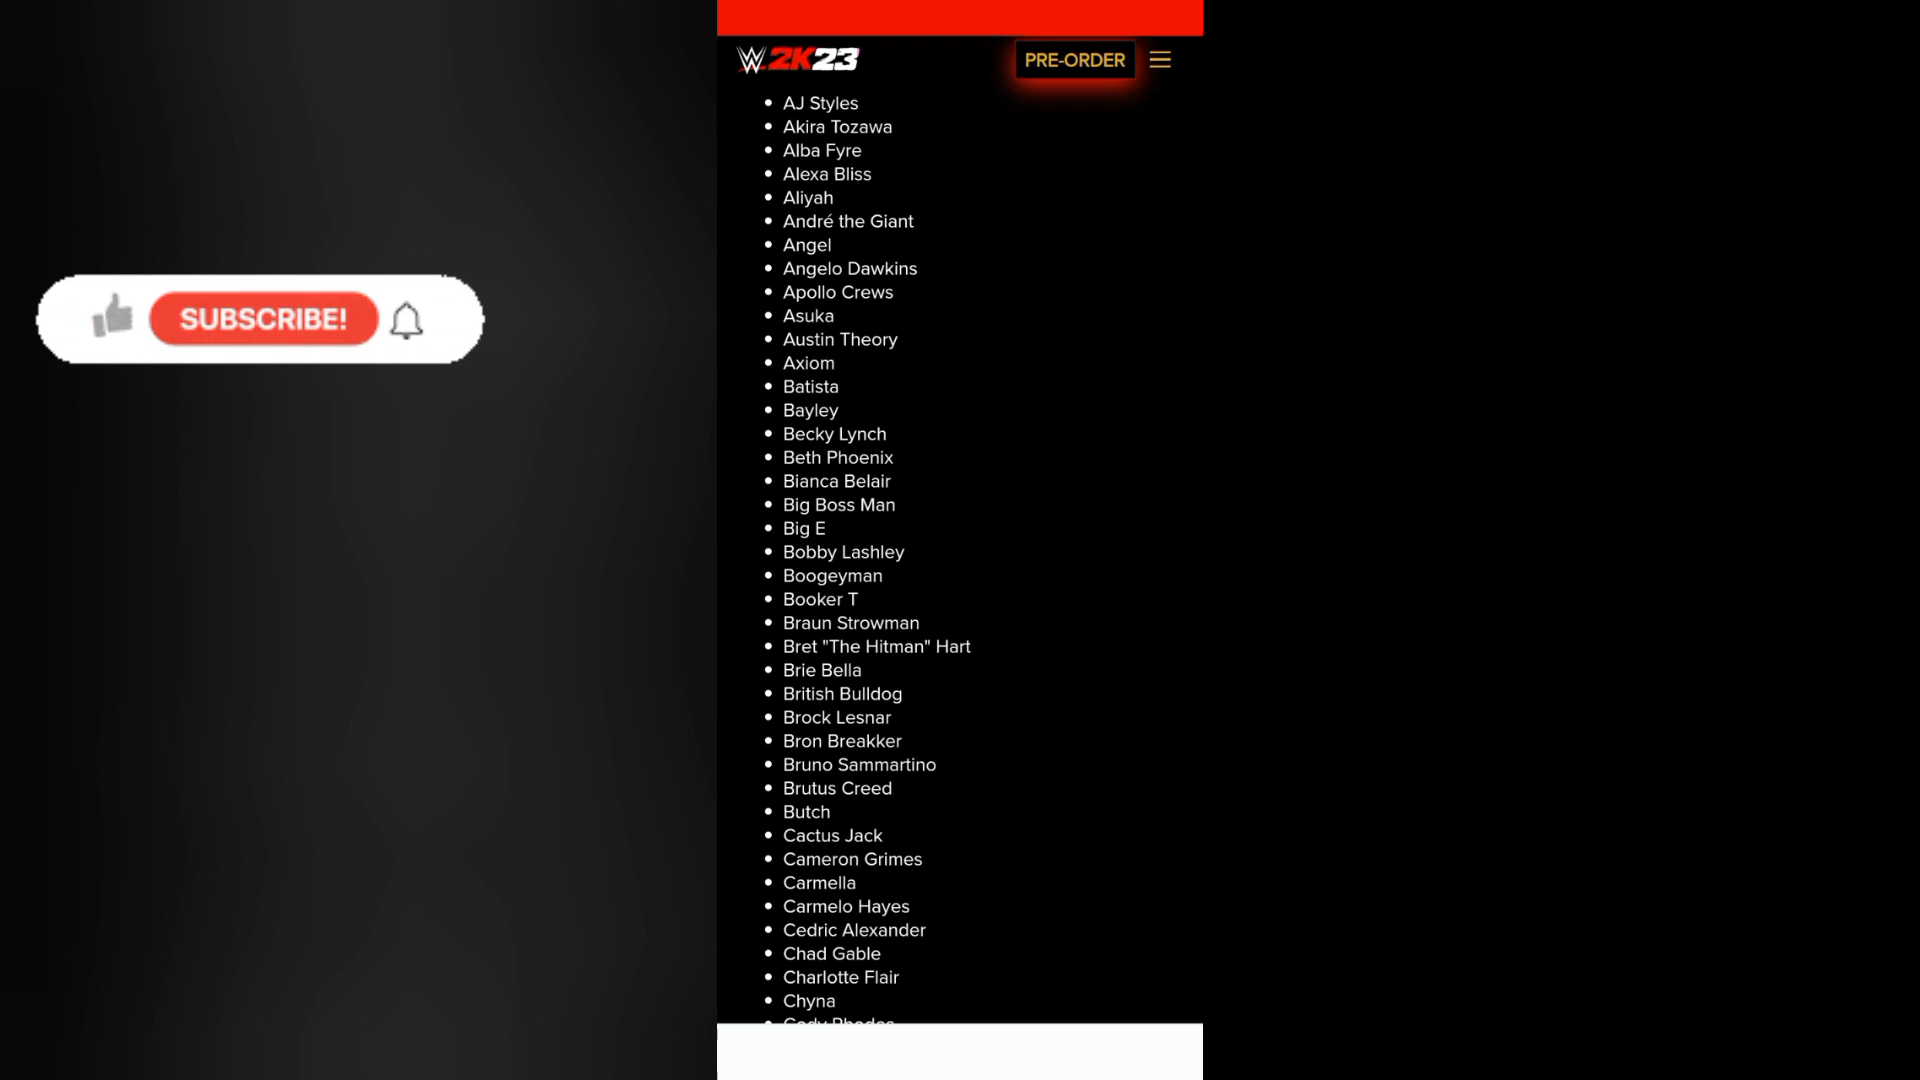 W 2K23
PRE-ORDER
AJ Styles
Akira Tozawa
Alba Fyre
Alexa Bliss
Aliyah
André the Giant
Angel
Angelo Dawkins
Apollo Crews
Asuka
Austin Theory
Axiom
Batista
Bayley
Becky Lynch
Beth Phoenix
Bianca Belair
Big Boss Man
Big E
Bobby Lashley
Boogeyman
Booker T
Braun Strowman
Bret "The Hitman" Hart
Brie Bella
British Bulldog
Brock Lesnar
Bron Breakker
Bruno Sammartino
Brutus Creed
Butch
Cactus Jack
Cameron Grimes
Carmella
Carmelo Hayes
Cedric Alexander
Chad Gable
Charlotte Flair
Chyna
Cody Rhodes
SUBSCRIBE!